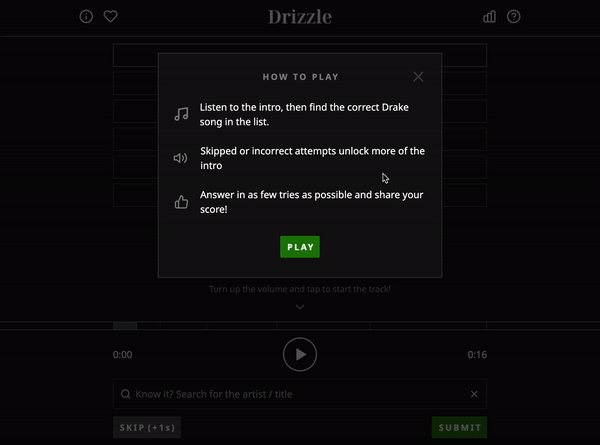 Drizzle
HOW TO PLAY
Listen to the intro, then find the correct Drake
song in the list.
Skipped or incorrect attempts unlock more of the
intro
Answer in as few tries as possible and share your
score!
PLAY
Turn up the volume and tap to start the track!
0:00
0:16
Know it? Search for the artist / title
SKIP (+1s)
SUBMIT